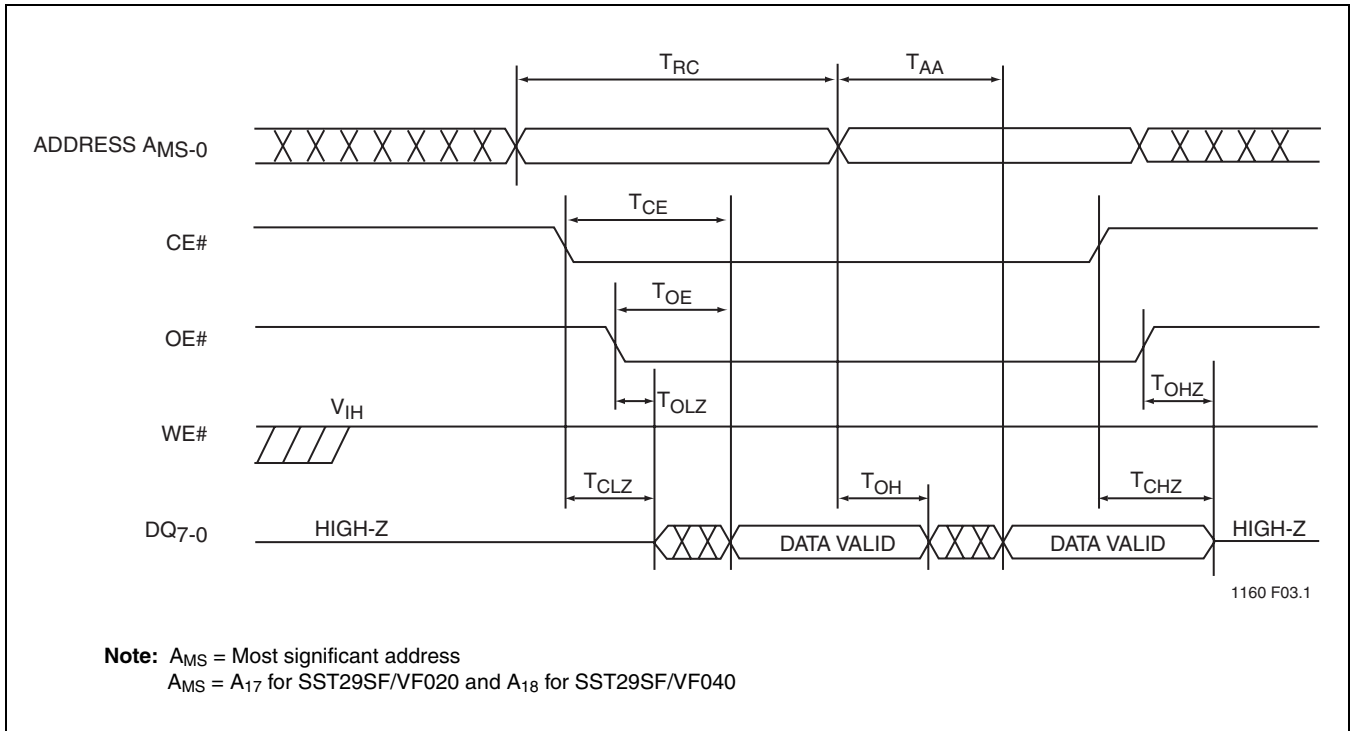 TRC
TAA
ADDRESS AMS-0
TCE
CE#
TOE
OE#
TOHZ
TOLZ
VIH
WE#
TCLZ
TOH
TCHZ
DQ7-0
HIGH-Z
DATA VALID
DATA VALID
HIGH-Z
1160 F03.1
Note: AMS = Most significant address
AMS = A17 for SST29SF/VF020 and A18 for SST29SF/VF040